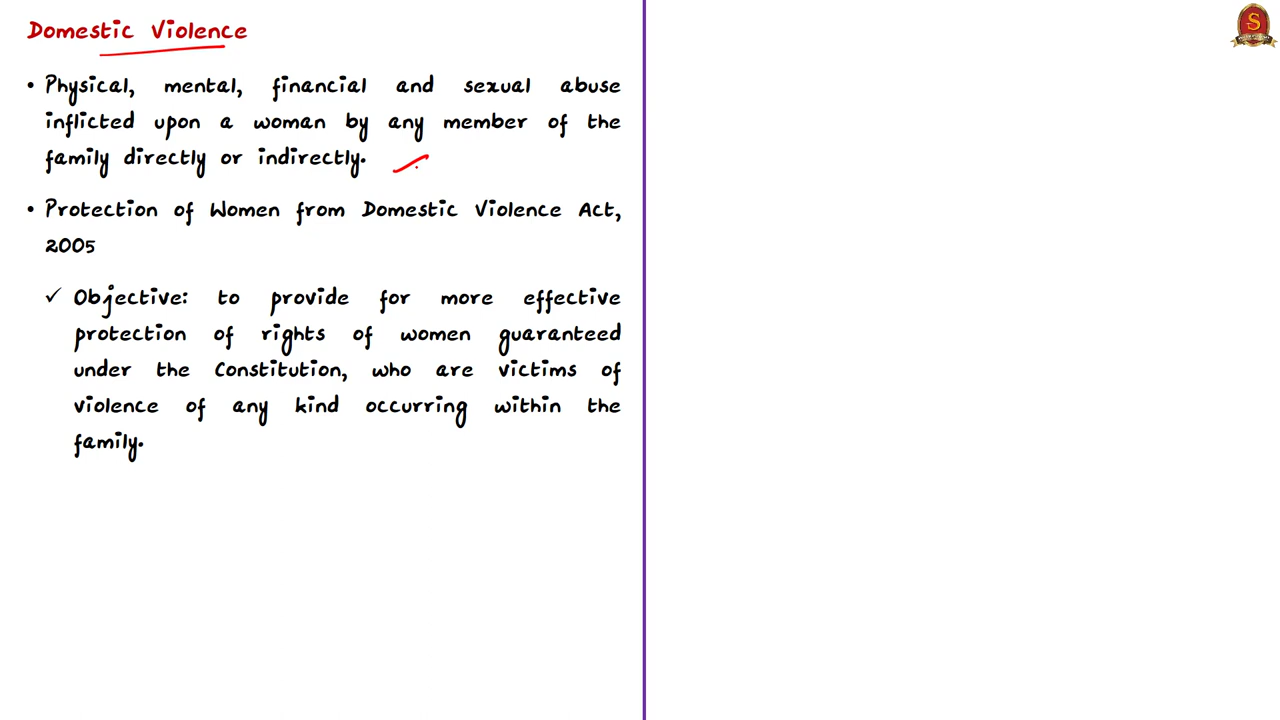 Domestic Violence
• Physical, mental, financial and sexual abuse
inflicted upon a woman by any member of the
family directly or indirectly.
• Protection of Women from Domestic Violence Act,
2005
✓ Objective: to provide for more effective
protection of rights of women guaranteed
under the Constitution, who are victims of
violence of any kind occurring within the
family.
S